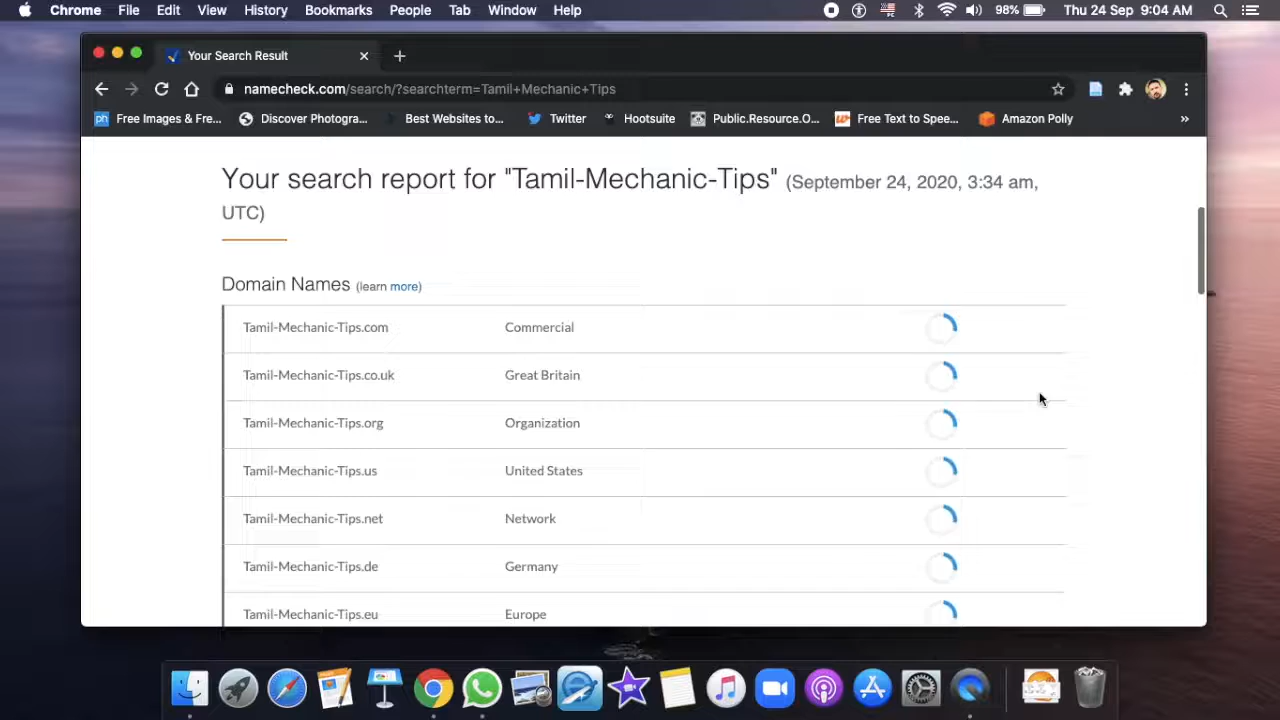 Chrome File Edit View History Bookmarks People Tab Window Help 98% Thu 24 Sep 9:04 AM
Your Search Result
namecheck.com/search/?searchterm=Tamil+Mechanic+Tips
ph Free Images & Fre... Discover Photogra... Best Websites to... Twitter Hootsuite Public.Resource.O... Free Text to Spee... Amazon Polly »
Your search report for "Tamil-Mechanic-Tips" (September 24, 2020, 3:34 am,
UTC)
Domain Names (learn more)
Tamil-Mechanic-Tips.com Commercial
Tamil-Mechanic-Tips.co.uk Great Britain
Tamil-Mechanic-Tips.org Organization
Tamil-Mechanic-Tips.us United States
Tamil-Mechanic-Tips.net Network
Tamil-Mechanic-Tips.de Germany
Tamil-Mechanic-Tips.eu Europe